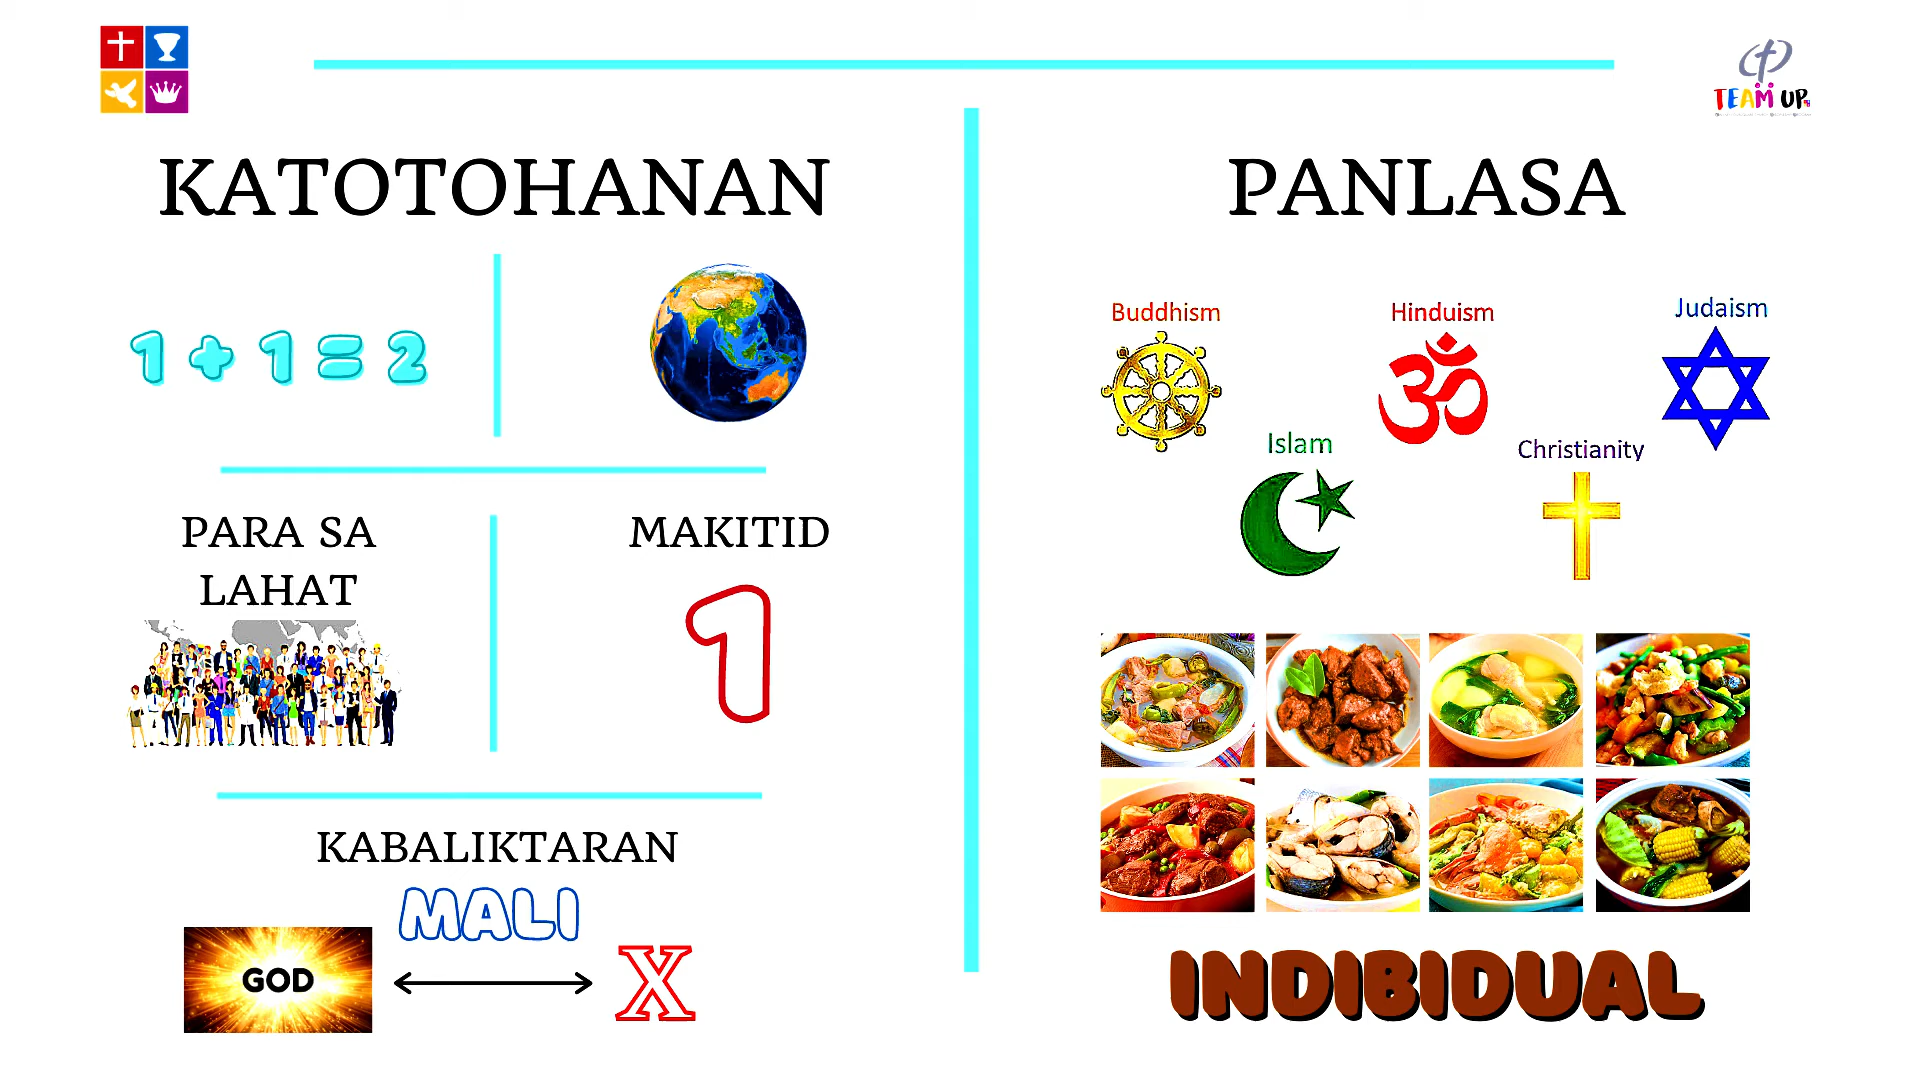 TEAM UP
KATOTOHANAN
1 + 1 = 2
PARA SA
LAHAT
MAKITID
1
KABALIKTARAN
MALI
GOD
X
PANLASA
Buddhism
Hinduism
Judaism
Islam
Christianity
INDIBIDUAL